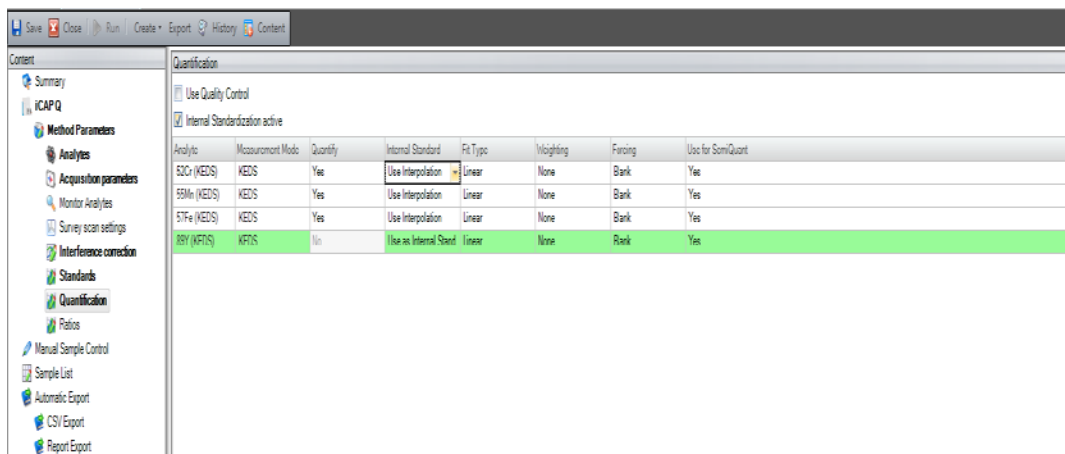 Save Close Run Create Export History Content
Content
Summary
iCAP Q
Method Parameters
Analytes
Acquisition parameters
Monitor Analytes
Survey scan settings
Interference correction
Standards
Quantification
Ratios
Manual Sample Control
Sample List
Automatic Export
CSV Export
Report Export
Quantification
Use Quality Control
Internal Standardization active
Analyte Measurement Mode Quantify Internal Standard Fit Type Weighting Forcing Use for SemiQuant
52Cr (KEDS) KEDS Yes Use Interpolation Linear None Blank Yes
55Mn (KEDS) KEDS Yes Use Interpolation Linear None Blank Yes
57Fe (KEDS) KEDS Yes Use Interpolation Linear None Blank Yes
89Y (KEDS) KEDS No Use as Internal Stand Linear None Blank Yes